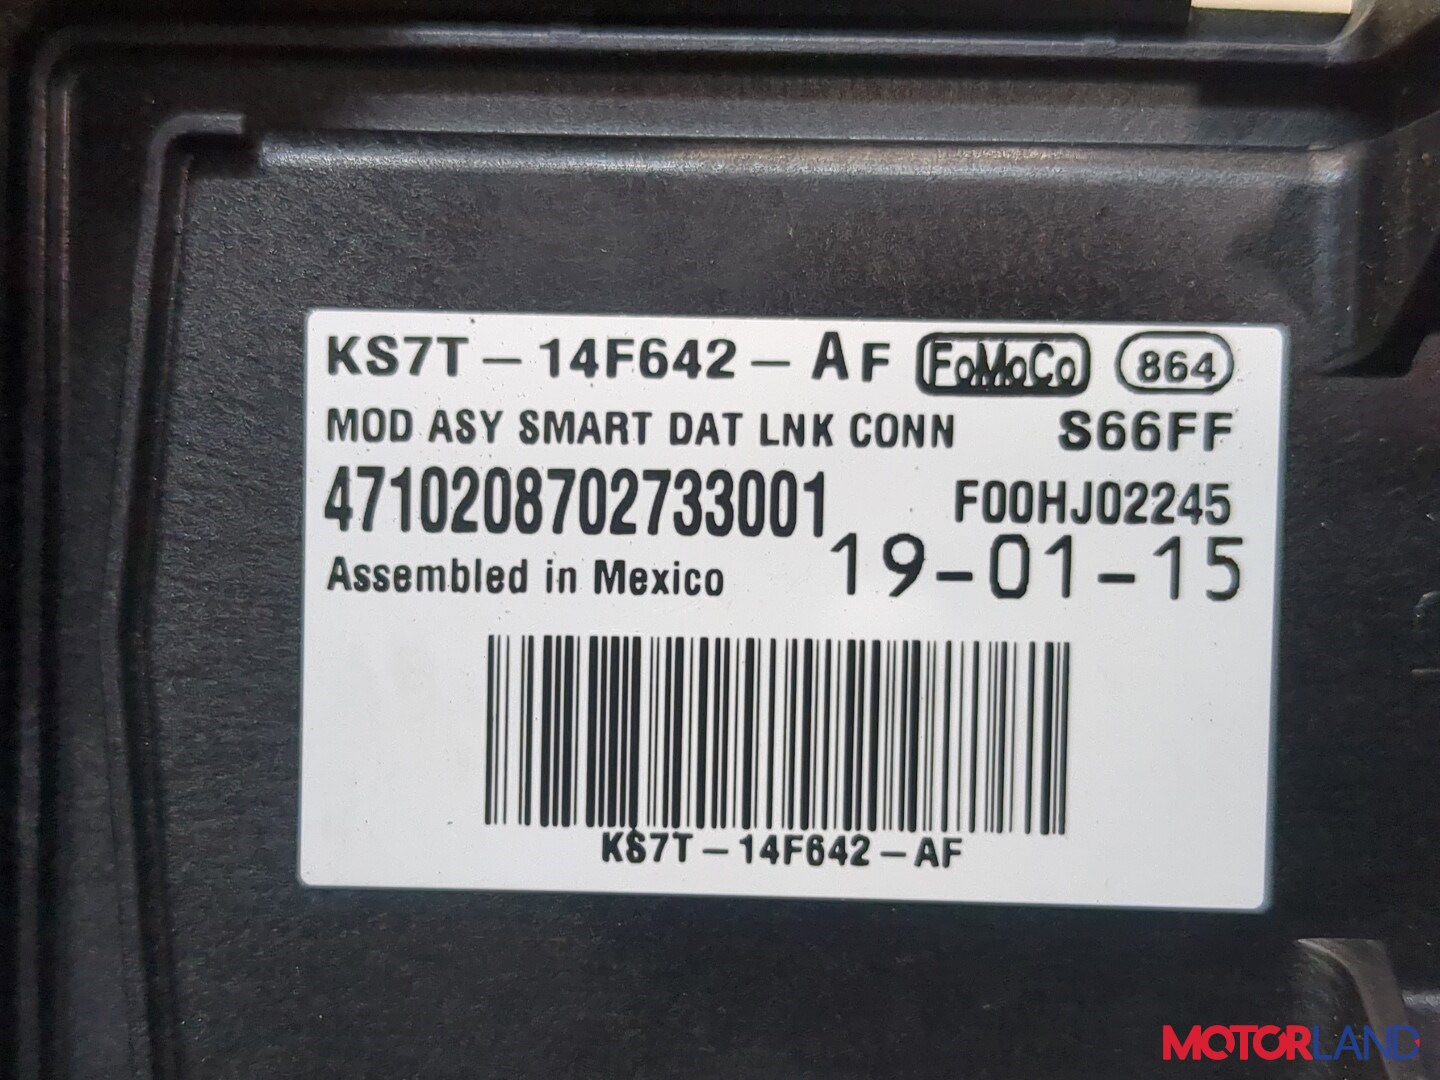 KS7T-14F642-AF FoMoCo 864
MOD ASY SMART DAT LNK CONN S66FF
4710208702733001 F00HJ02245
Assembled in Mexico 19-01-15
KS7T-14F642-AF
MOTORLAND